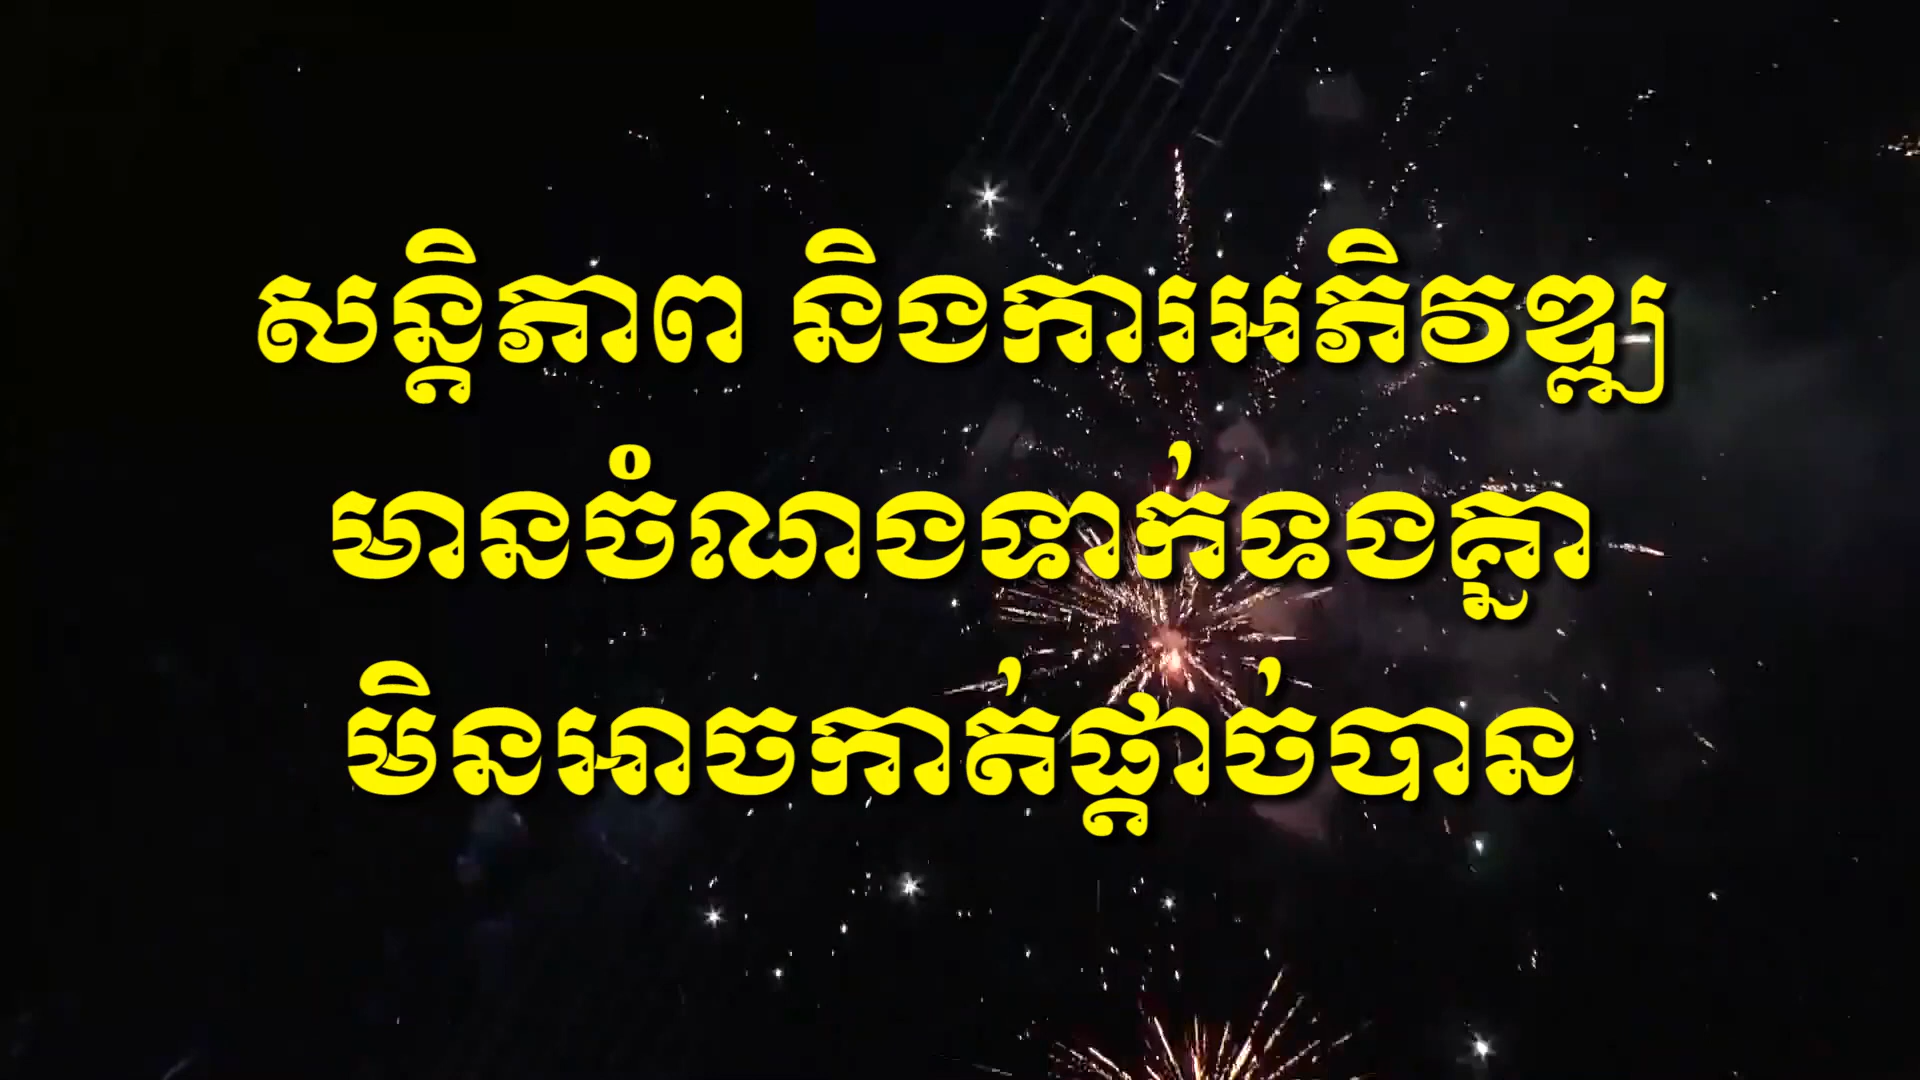 សន្តិភាព និងការអភិវឌ្ឍ
មានចំណងទាក់ទងគ្នា
មិនអាចកាត់ផ្តាច់បាន